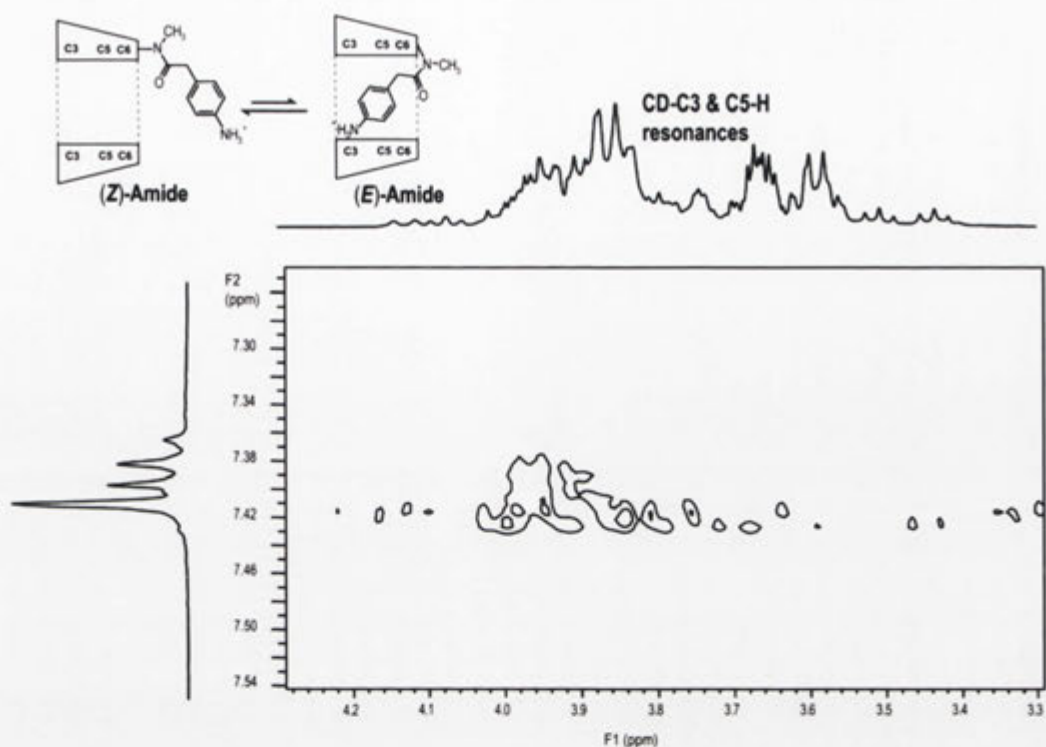 C3 C5 C6 N CH₃
O
NH₃⁺
C3 C5 C6
(Z)-Amide
C3 C5 C6
N CH₃
O
⁺H₃N
C3 C5 C6
(E)-Amide
CD-C3 & C5-H
resonances
F2
(ppm)
7.30
7.34
7.38
7.42
7.46
7.50
7.54
4.2 4.1 4.0 3.9 3.8 3.7 3.6 3.5 3.4 3.3
F1 (ppm)